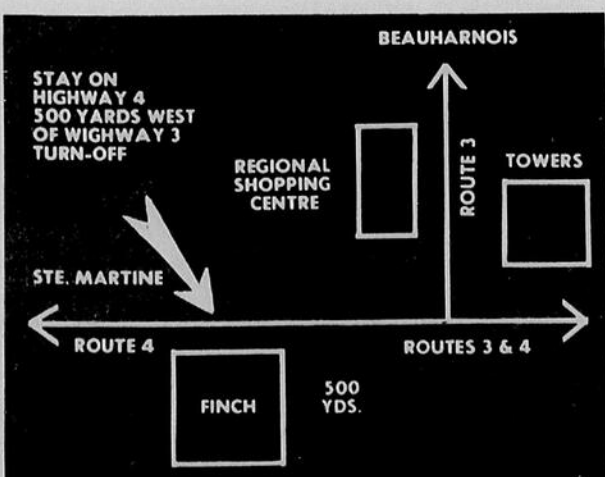 BEAUHARNOIS
STAY ON
HIGHWAY 4
500 YARDS WEST
OF WIGHWAY 3
TURN-OFF
REGIONAL
SHOPPING
CENTRE
ROUTE 3
TOWERS
STE. MARTINE
ROUTE 4
ROUTES 3 & 4
FINCH
500
YDS.